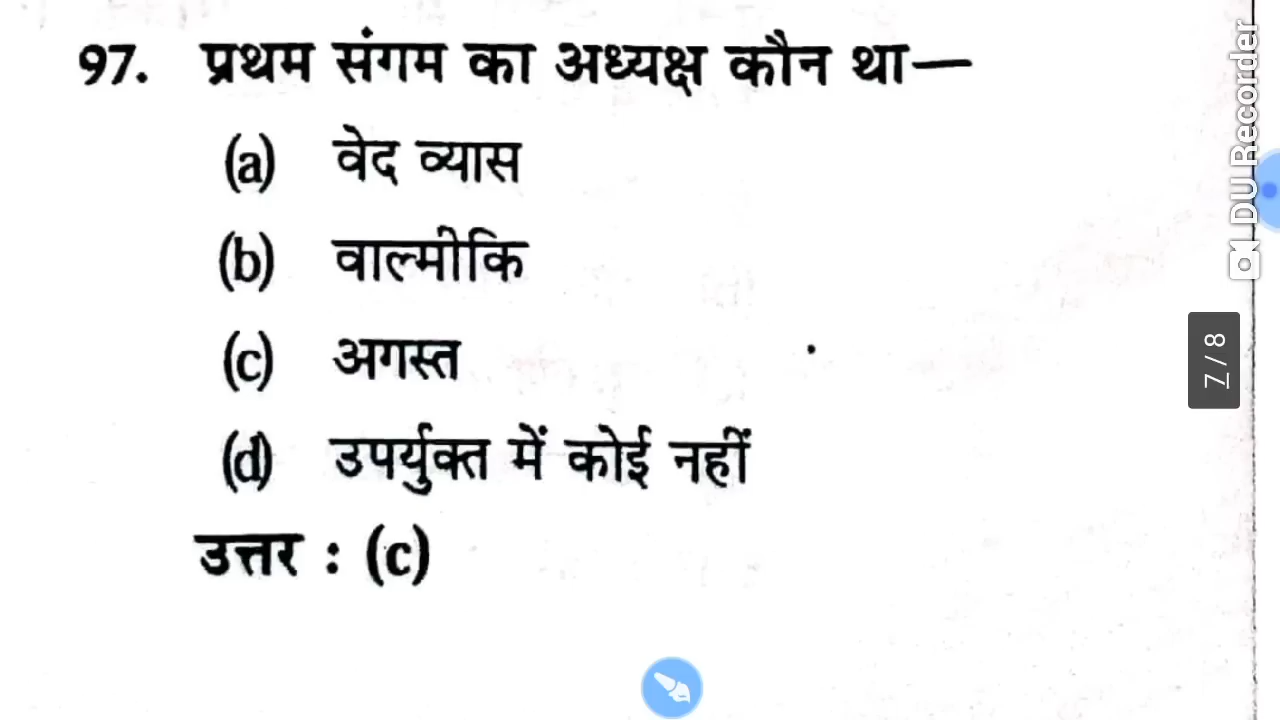 97. प्रथम संगम का अध्यक्ष कौन था—
(a) वेद व्यास
(b) वाल्मीकि
(c) अगस्त
(d) उपर्युक्त में कोई नहीं
उत्तर : (c)
DU Recorder
7 / 8